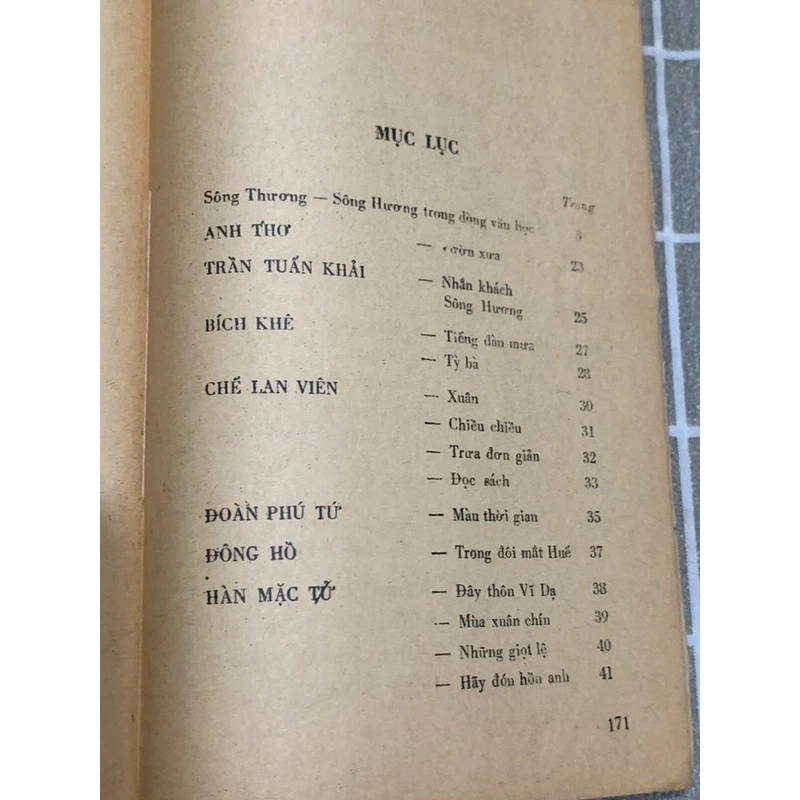 MỤC LỤC
Trang
Sông Thương — Sông Hương trong dòng văn học 3
ANH THƠ — xưa 23
TRẦN TUẤN KHẢI — Nhắn khách
Sông Hương 25
BÍCH KHÊ — Tiếng đàn mưa 27
— Tỳ bà 28
CHẾ LAN VIÊN — Xuân 30
— Chiều chiều 31
— Trưa đơn giản 32
— Đọc sách 33
ĐOÀN PHÚ TỨ — Màu thời gian 35
ĐÔNG HỒ — Trong đôi mắt Huế 37
HÀN MẶC TỬ — Đây thôn Vĩ Dạ 38
— Mùa xuân chín 39
— Những giọt lệ 40
— Hãy đón hồn anh 41
171